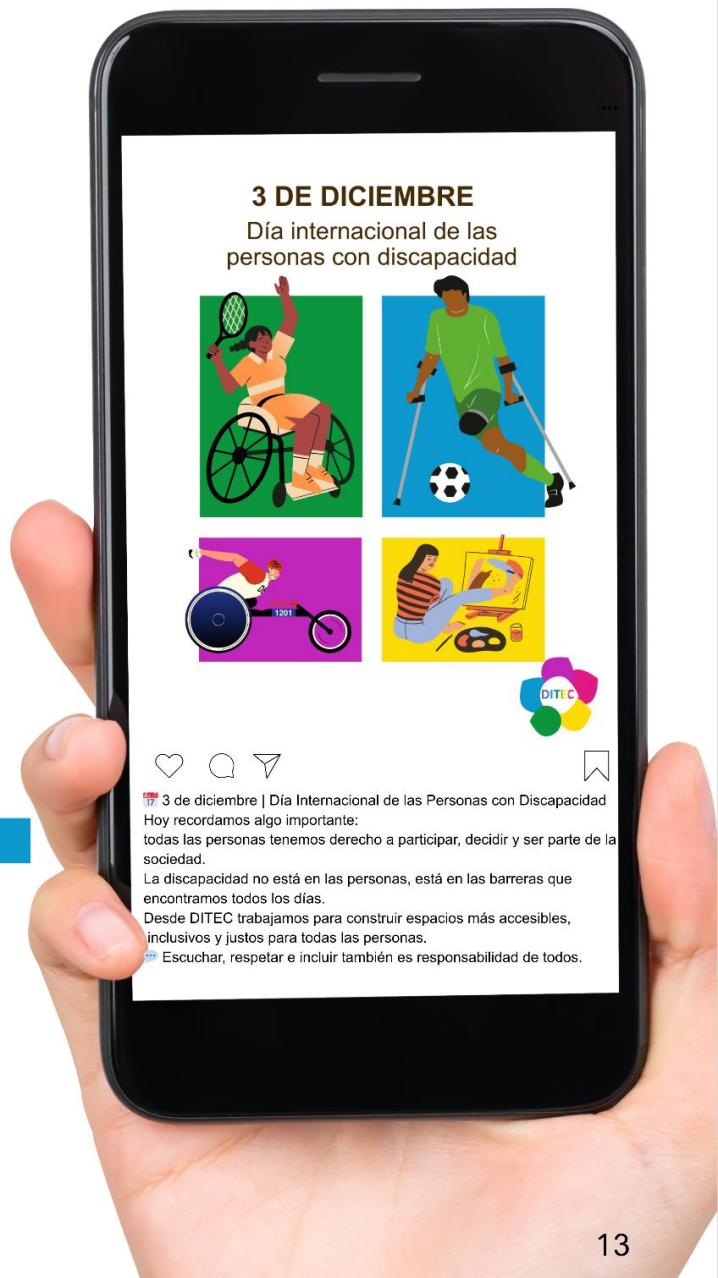 3 DE DICIEMBRE
Día internacional de las
personas con discapacidad
1201
DITEC
📅 3 de diciembre | Día Internacional de las Personas con Discapacidad
Hoy recordamos algo importante:
todas las personas tenemos derecho a participar, decidir y ser parte de la
sociedad.
La discapacidad no está en las personas, está en las barreras que
encontramos todos los días.
Desde DITEC trabajamos para construir espacios más accesibles,
inclusivos y justos para todas las personas.
💬 Escuchar, respetar e incluir también es responsabilidad de todos.
13